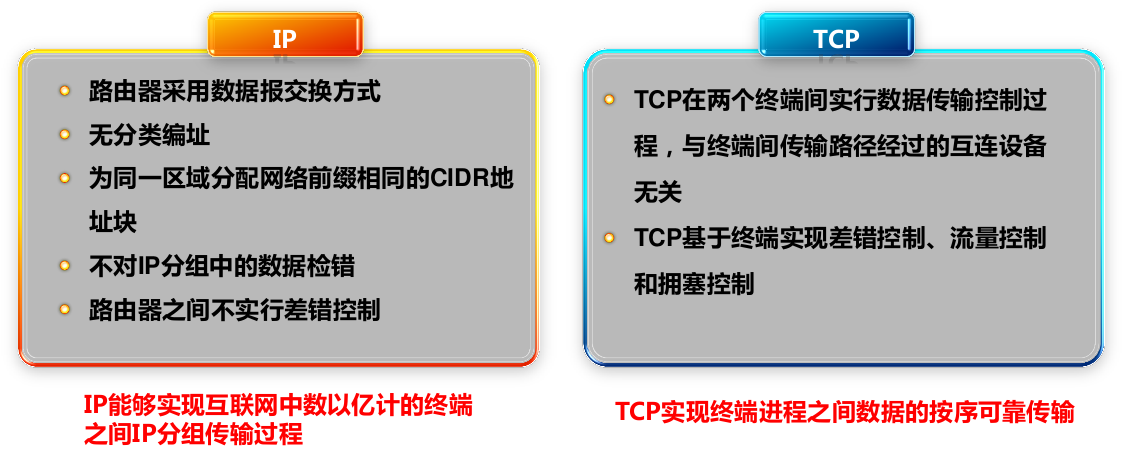 IP
路由器采用数据报交换方式
无分类编址
为同一区域分配网络前缀相同的CIDR地
址块
不对IP分组中的数据检错
路由器之间不实行差错控制
IP能够实现互联网中数以亿计的终端
之间IP分组传输过程
TCP
TCP在两个终端间实行数据传输控制过
程，与终端间传输路径经过的互连设备
无关
TCP基于终端实现差错控制、流量控制
和拥塞控制
TCP实现终端进程之间数据的按序可靠传输